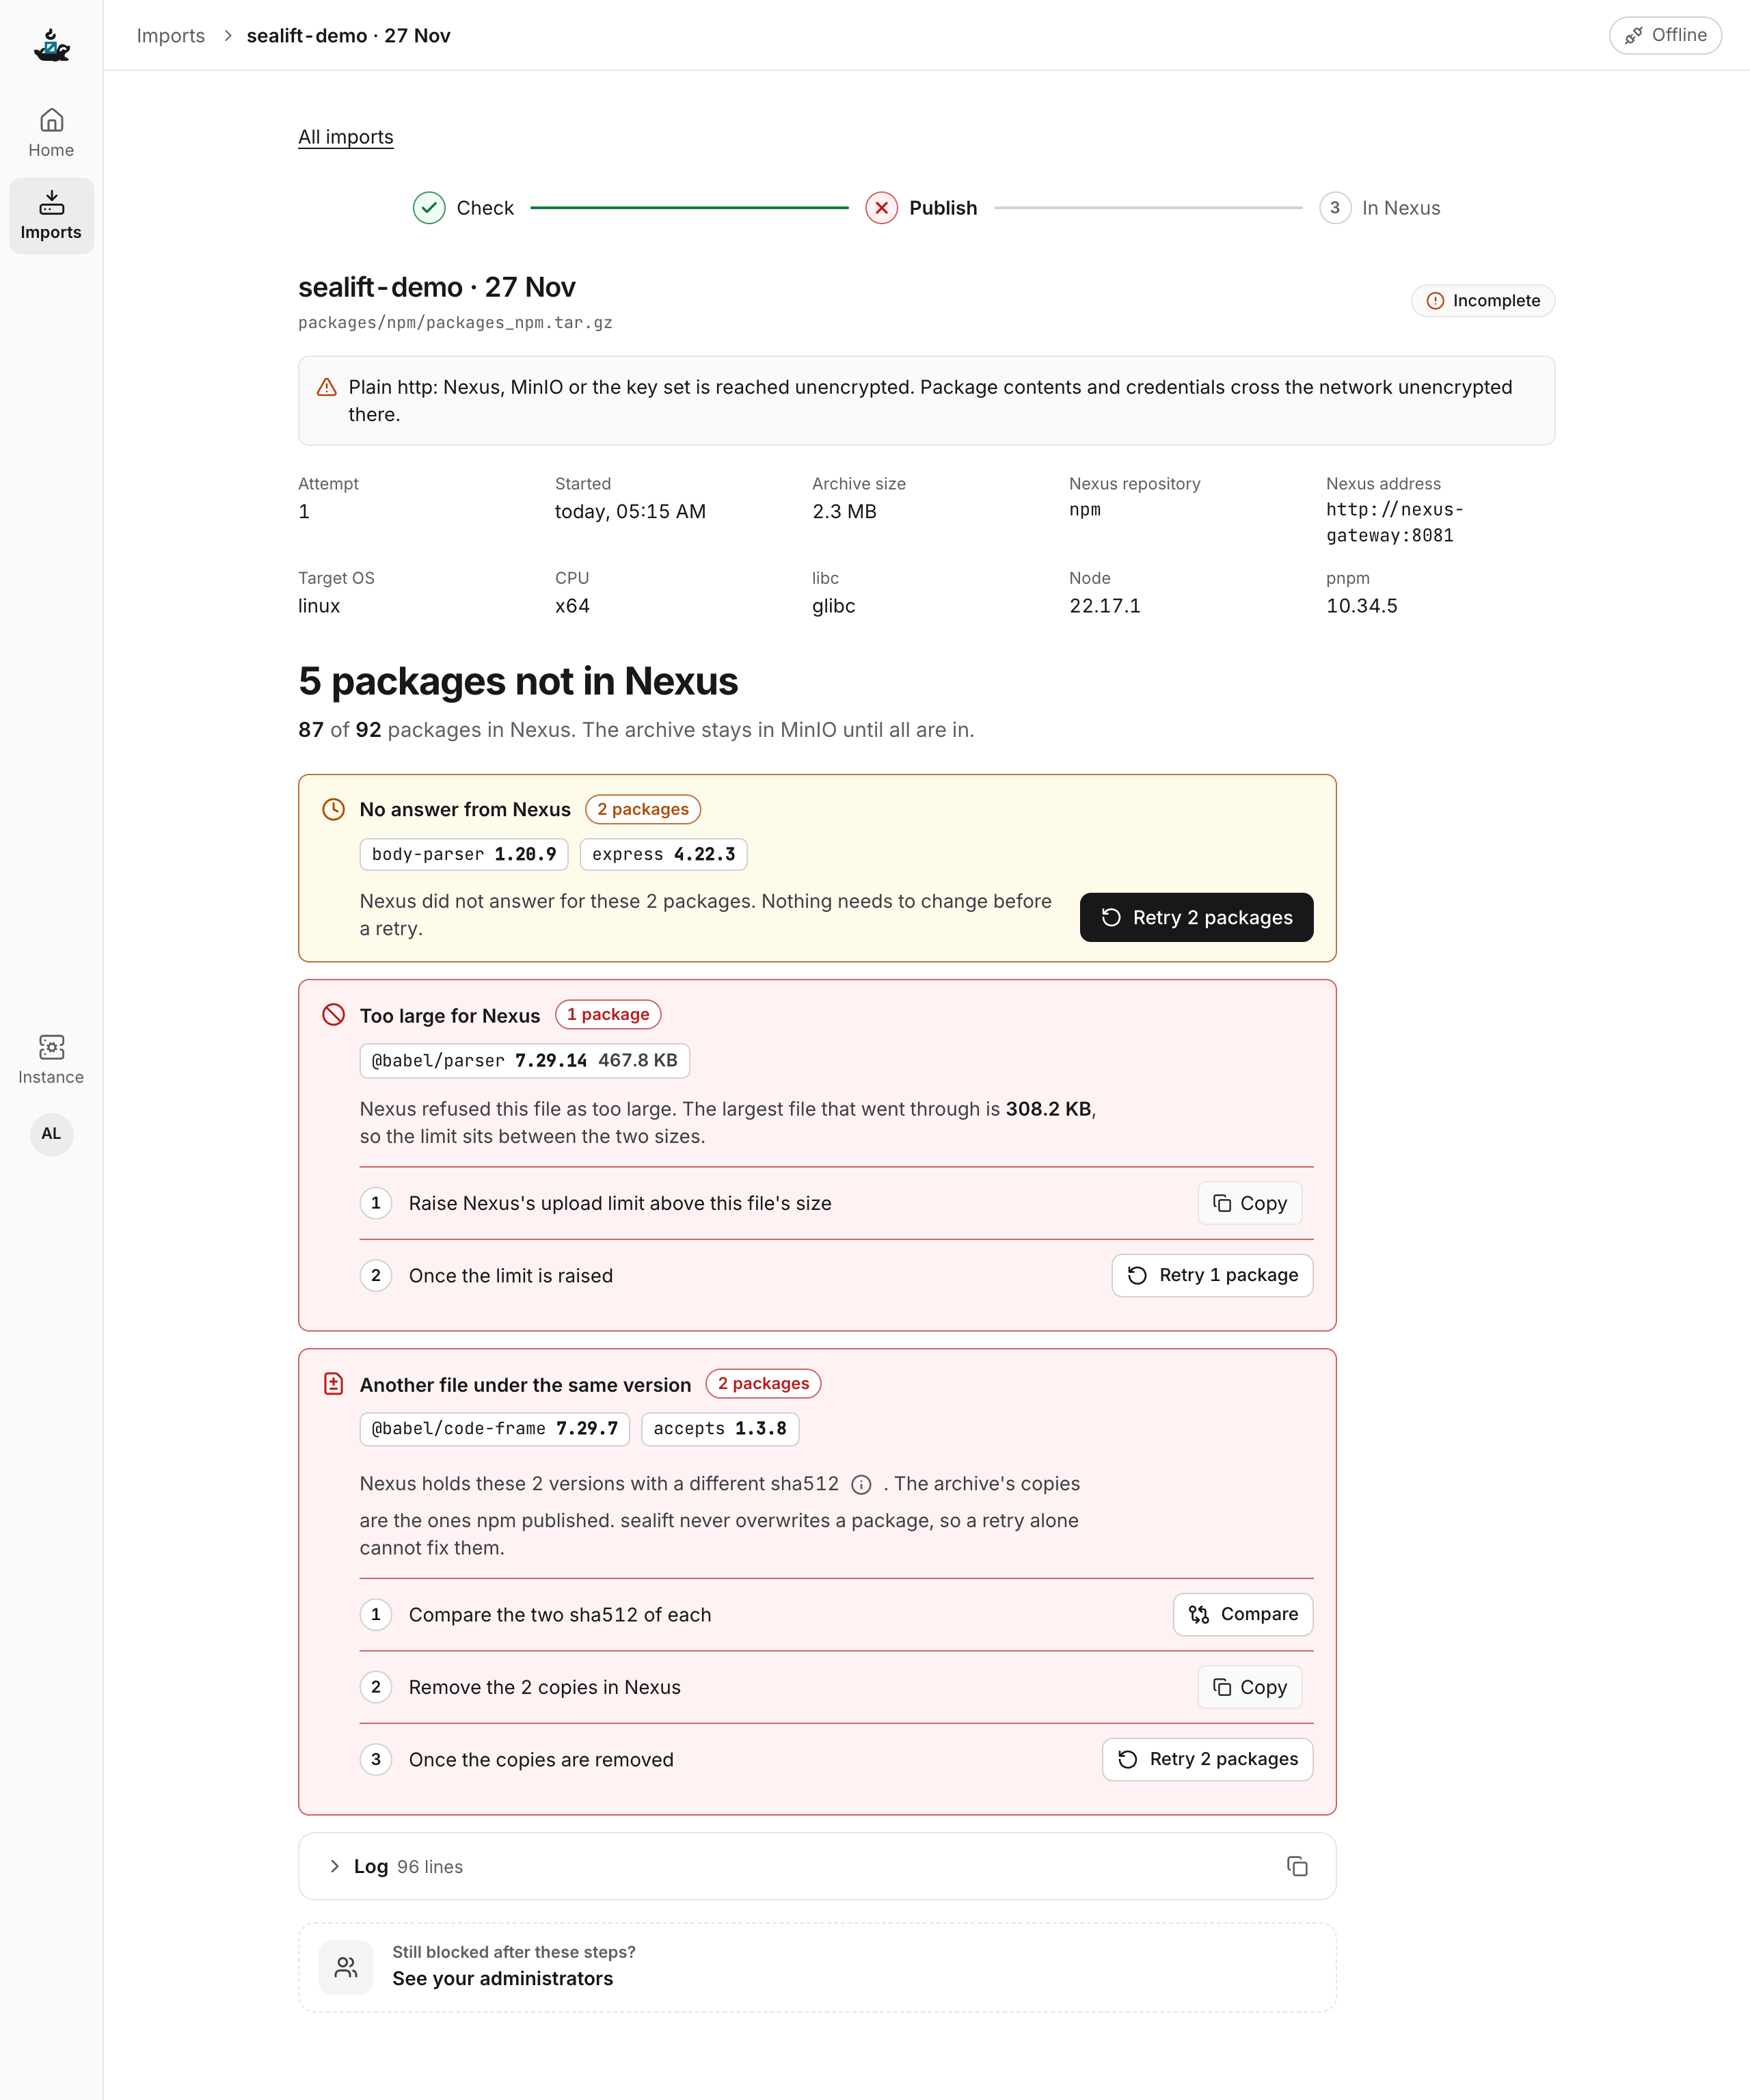 Imports > sealift-demo · 27 Nov
Offline
Home
Imports
Instance
AL
All imports
Check
Publish
3 In Nexus
sealift-demo · 27 Nov
packages/npm/packages_npm.tar.gz
Incomplete
Plain http: Nexus, MinIO or the key set is reached unencrypted. Package contents and credentials cross the network unencrypted
there.
Attempt
1
Started
today, 05:15 AM
Archive size
2.3 MB
Nexus repository
npm
Nexus address
http://nexus-
gateway:8081
Target OS
linux
CPU
x64
libc
glibc
Node
22.17.1
pnpm
10.34.5
5 packages not in Nexus
87 of 92 packages in Nexus. The archive stays in MinIO until all are in.
No answer from Nexus 2 packages
body-parser 1.20.9 express 4.22.3
Nexus did not answer for these 2 packages. Nothing needs to change before
a retry.
Retry 2 packages
Too large for Nexus 1 package
@babel/parser 7.29.14 467.8 KB
Nexus refused this file as too large. The largest file that went through is 308.2 KB,
so the limit sits between the two sizes.
1 Raise Nexus's upload limit above this file's size Copy
2 Once the limit is raised Retry 1 package
Another file under the same version 2 packages
@babel/code-frame 7.29.7 accepts 1.3.8
Nexus holds these 2 versions with a different sha512 . The archive's copies
are the ones npm published. sealift never overwrites a package, so a retry alone
cannot fix them.
1 Compare the two sha512 of each Compare
2 Remove the 2 copies in Nexus Copy
3 Once the copies are removed Retry 2 packages
Log 96 lines
Still blocked after these steps?
See your administrators